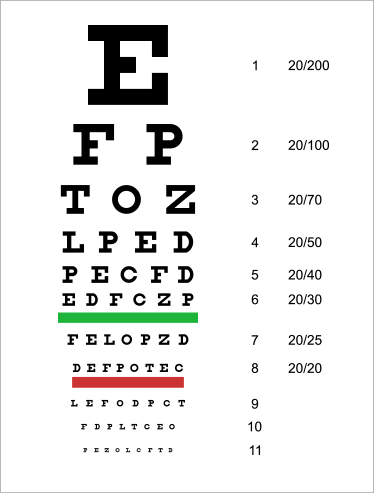 E 1 20/200
F P 2 20/100
T O Z 3 20/70
L P E D 4 20/50
P E C F D 5 20/40
E D F C Z P 6 20/30
F E L O P Z D 7 20/25
D E F P O T E C 8 20/20
L E F O D P C T 9
F D P L T C E O 10
P E Z O L C F T D 11